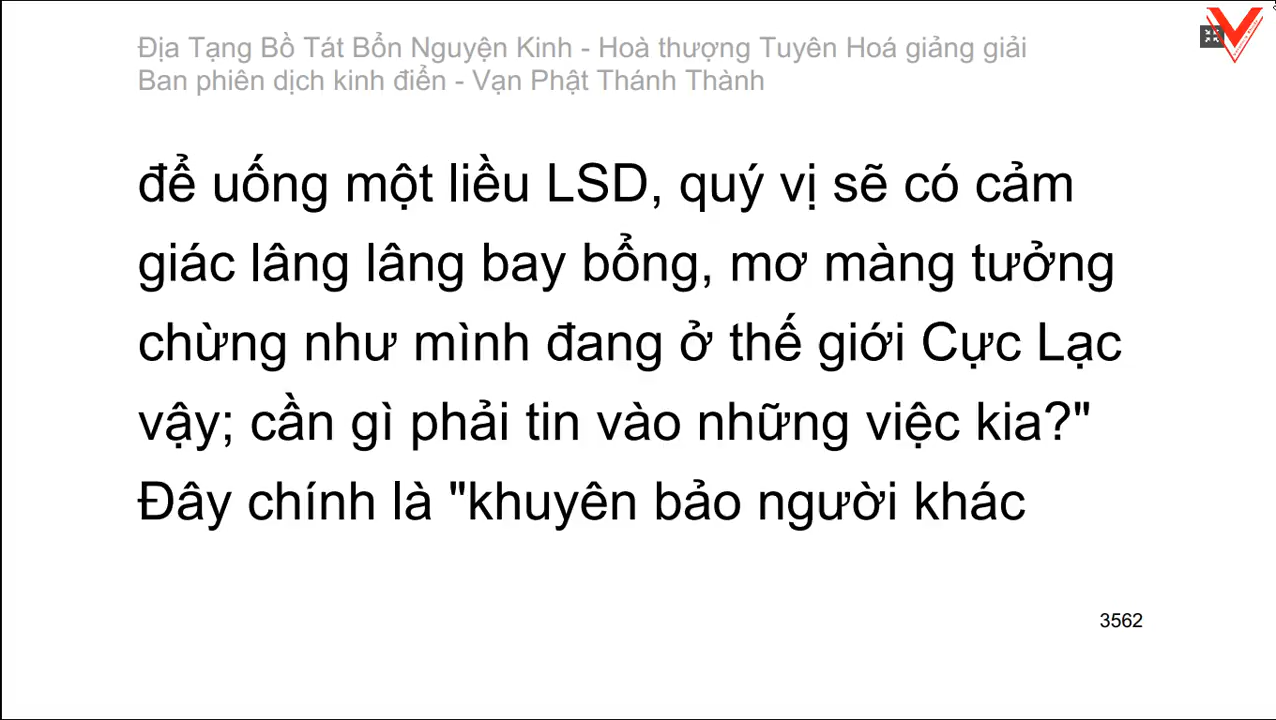 Địa Tạng Bồ Tát Bổn Nguyện Kinh - Hoà thượng Tuyên Hoá giảng giải
Ban phiên dịch kinh điển - Vạn Phật Thánh Thành
để uống một liều LSD, quý vị sẽ có cảm
giác lâng lâng bay bổng, mơ màng tưởng
chừng như mình đang ở thế giới Cực Lạc
vậy; cần gì phải tin vào những việc kia?"
Đây chính là "khuyên bảo người khác
3562